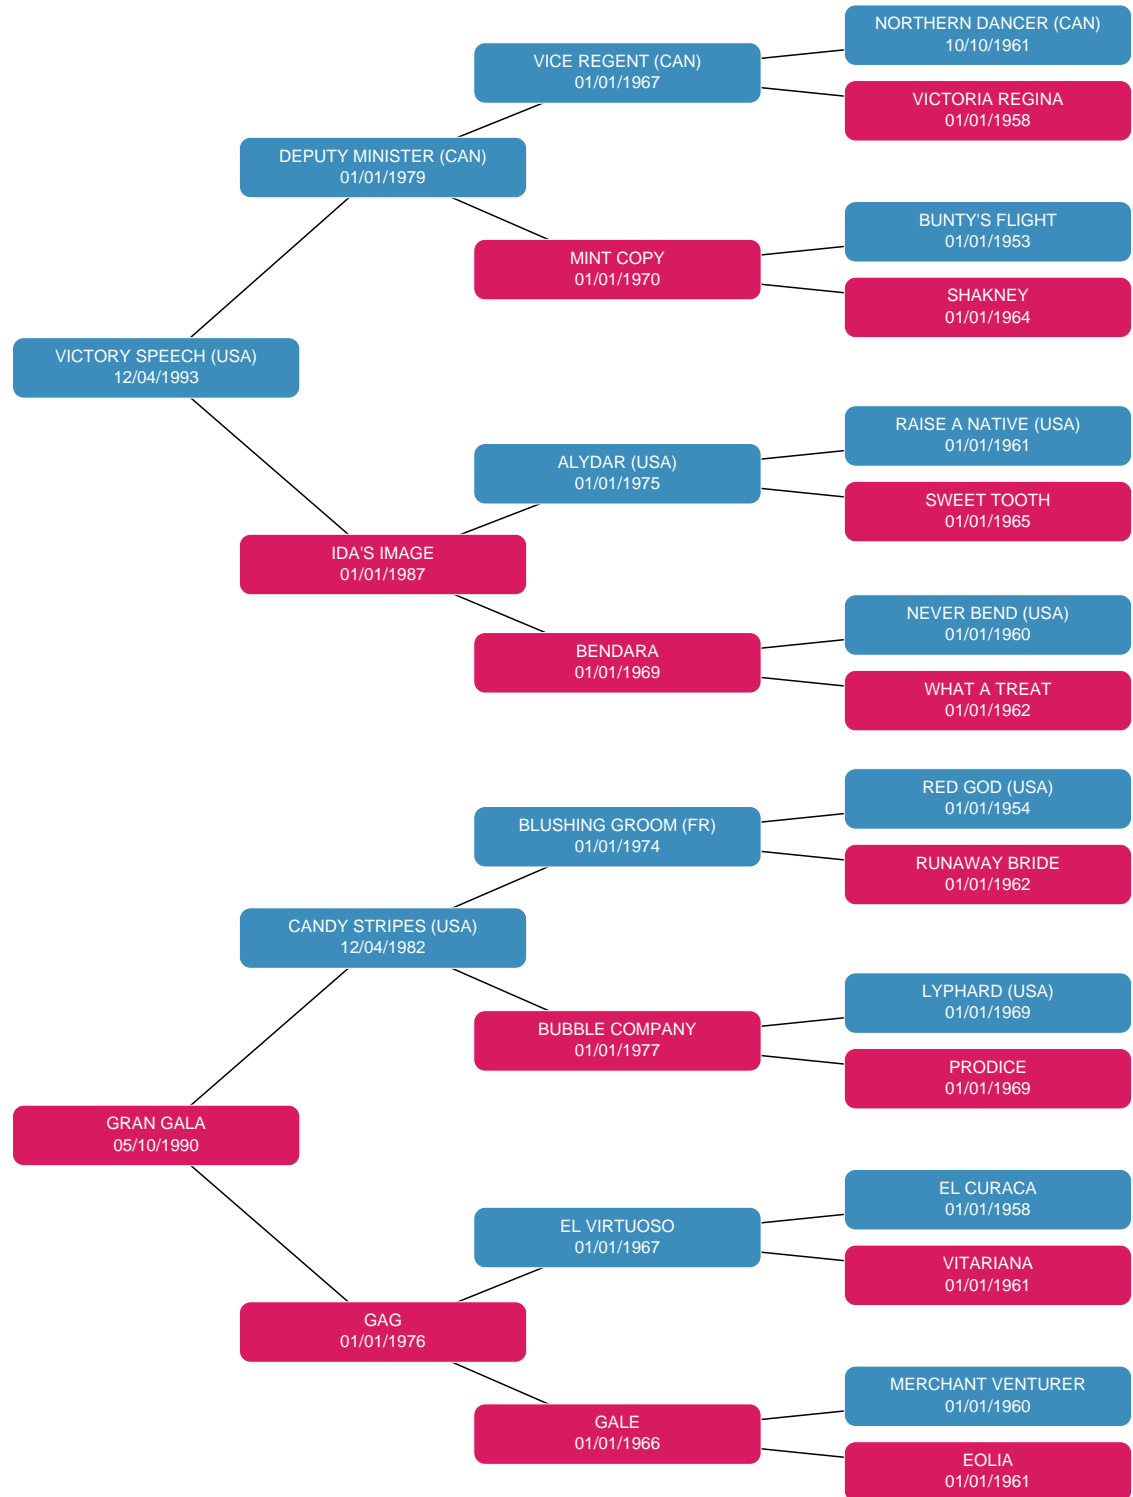 NORTHERN DANCER (CAN)
10/10/1961
VICE REGENT (CAN)
01/01/1967
VICTORIA REGINA
01/01/1958
DEPUTY MINISTER (CAN)
01/01/1979
BUNTY'S FLIGHT
01/01/1953
MINT COPY
01/01/1970
SHAKNEY
01/01/1964
VICTORY SPEECH (USA)
12/04/1993
RAISE A NATIVE (USA)
01/01/1961
ALYDAR (USA)
01/01/1975
SWEET TOOTH
01/01/1965
IDA'S IMAGE
01/01/1987
NEVER BEND (USA)
01/01/1960
BENDARA
01/01/1969
WHAT A TREAT
01/01/1962
RED GOD (USA)
01/01/1954
BLUSHING GROOM (FR)
01/01/1974
RUNAWAY BRIDE
01/01/1962
CANDY STRIPES (USA)
12/04/1982
LYPHARD (USA)
01/01/1969
BUBBLE COMPANY
01/01/1977
PRODICE
01/01/1969
GRAN GALA
05/10/1990
EL CURACA
01/01/1958
EL VIRTUOSO
01/01/1967
VITARIANA
01/01/1961
GAG
01/01/1976
MERCHANT VENTURER
01/01/1960
GALE
01/01/1966
EOLIA
01/01/1961